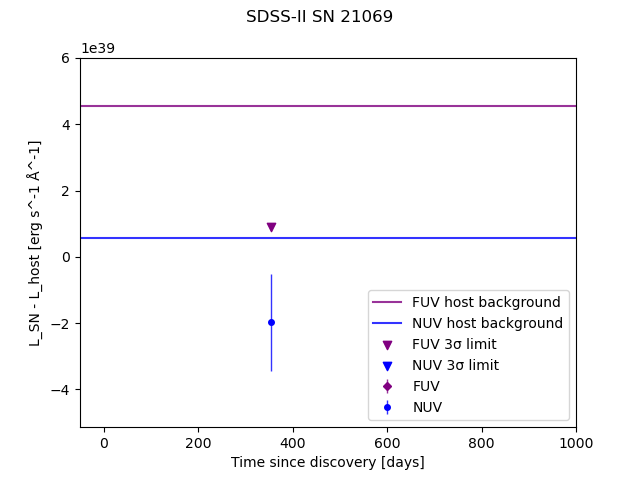 SDSS-II SN 21069
1e39
6
4
2
0
−2
−4
L_SN - L_host [erg s^-1 Å^-1]
FUV host background
NUV host background
FUV 3σ limit
NUV 3σ limit
FUV
NUV
0 200 400 600 800 1000
Time since discovery [days]